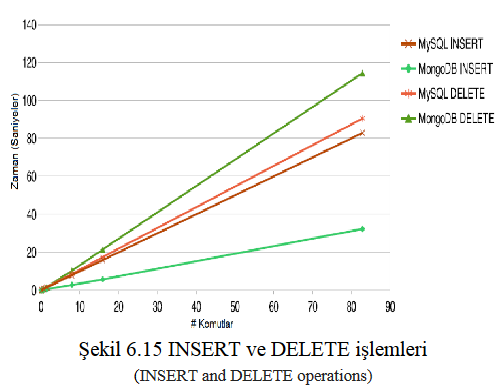 140
120
100
80
60
40
20
0
Zaman (Saniyeler)
0 10 20 30 40 50 60 70 80 90
# Komutlar
MySQL İNSERT
MongoDB INSERT
MySQL DELETE
MongoDB DELETE
Şekil 6.15 INSERT ve DELETE işlemleri
(INSERT and DELETE operations)